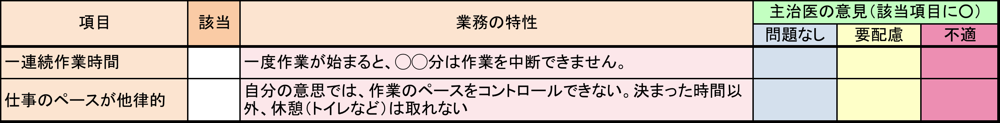 項目
該当
業務の特性
主治医の意見（該当項目に〇）
問題なし
要配慮
不適
一連続作業時間
一度作業が始まると、◯◯分は作業を中断できません。
仕事のペースが他律的
自分の意思では、作業のペースをコントロールできない。決まった時間以
外、休憩（トイレなど）は取れない